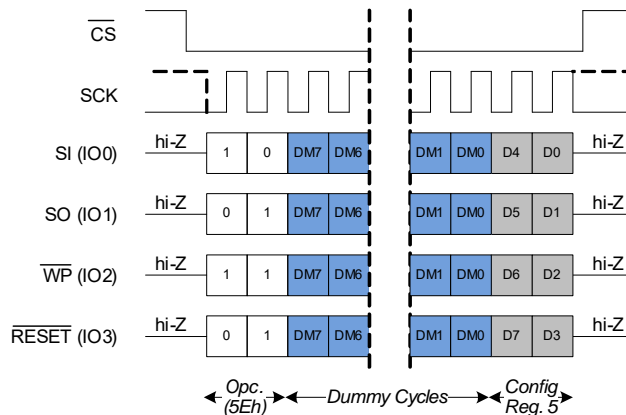 CS
SCK
hi-Z hi-Z
SI (IO0) 1 0 DM7 DM6 DM1 DM0 D4 D0
hi-Z hi-Z
SO (IO1) 0 1 DM7 DM6 DM1 DM0 D5 D1
hi-Z hi-Z
WP (IO2) 1 1 DM7 DM6 DM1 DM0 D6 D2
hi-Z hi-Z
RESET (IO3) 0 1 DM7 DM6 DM1 DM0 D7 D3
Opc. Config
(5Eh) Dummy Cycles Reg. 5